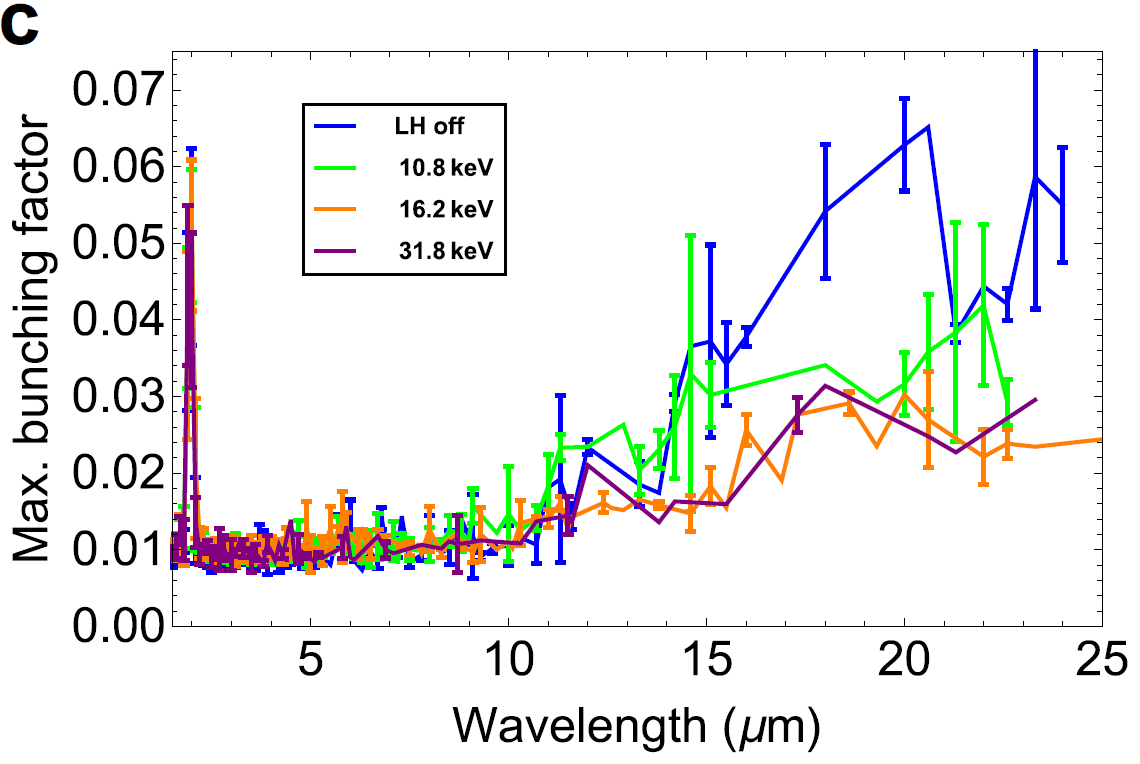 C
Max. bunching factor
0.07
0.06
0.05
0.04
0.03
0.02
0.01
0.00
LH off
10.8 keV
16.2 keV
31.8 keV
5 10 15 20 25
Wavelength (μm)